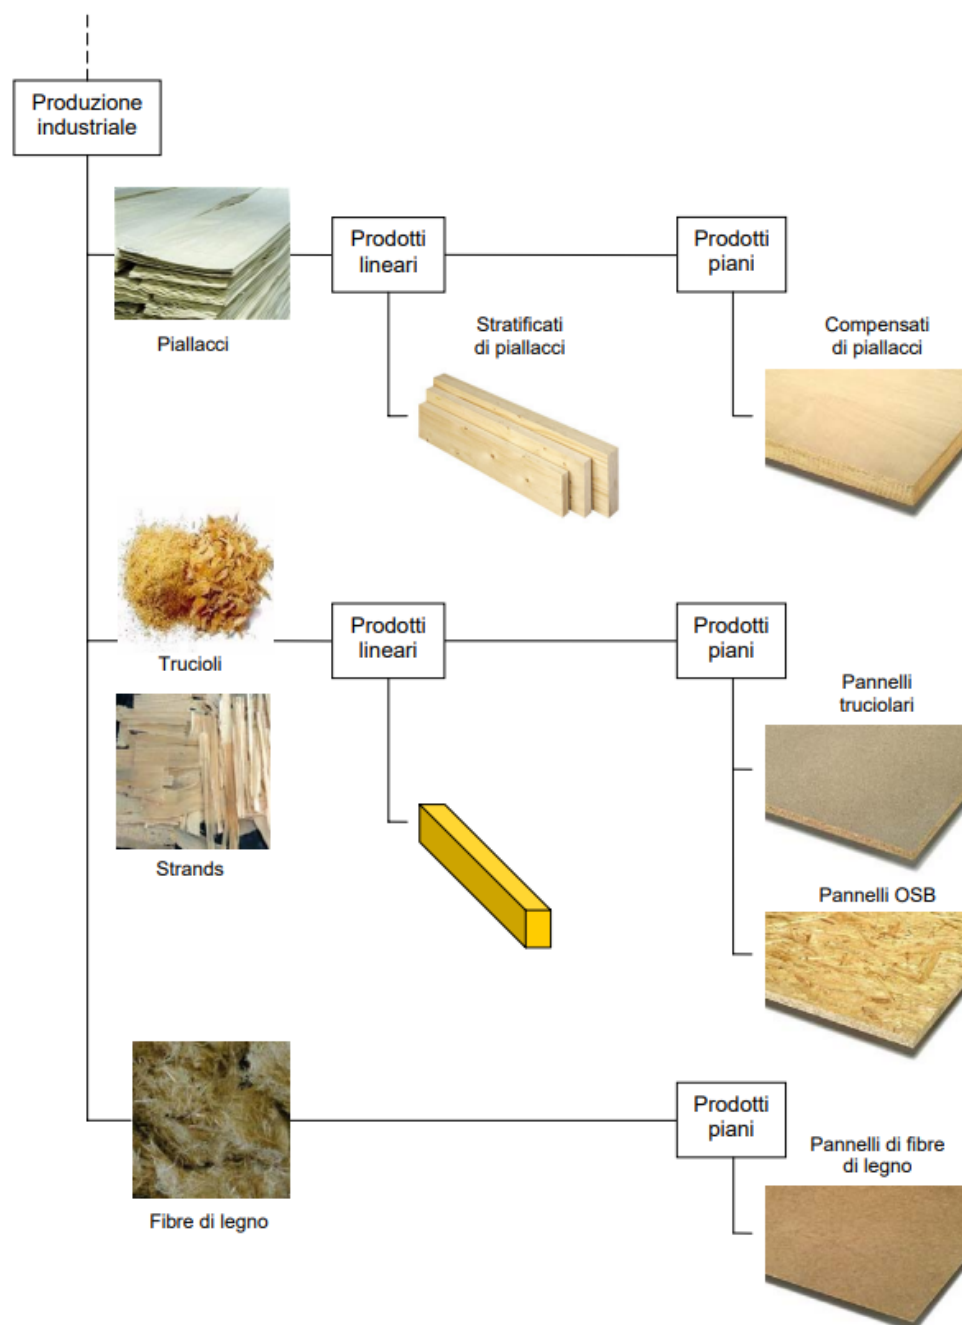 Produzione
industriale
Prodotti
lineari
Prodotti
piani
Piallacci
Stratificati
di piallacci
Compensati
di piallacci
Prodotti
lineari
Prodotti
piani
Trucioli
Pannelli
truciolari
Strands
Pannelli OSB
Prodotti
piani
Pannelli di fibre
di legno
Fibre di legno